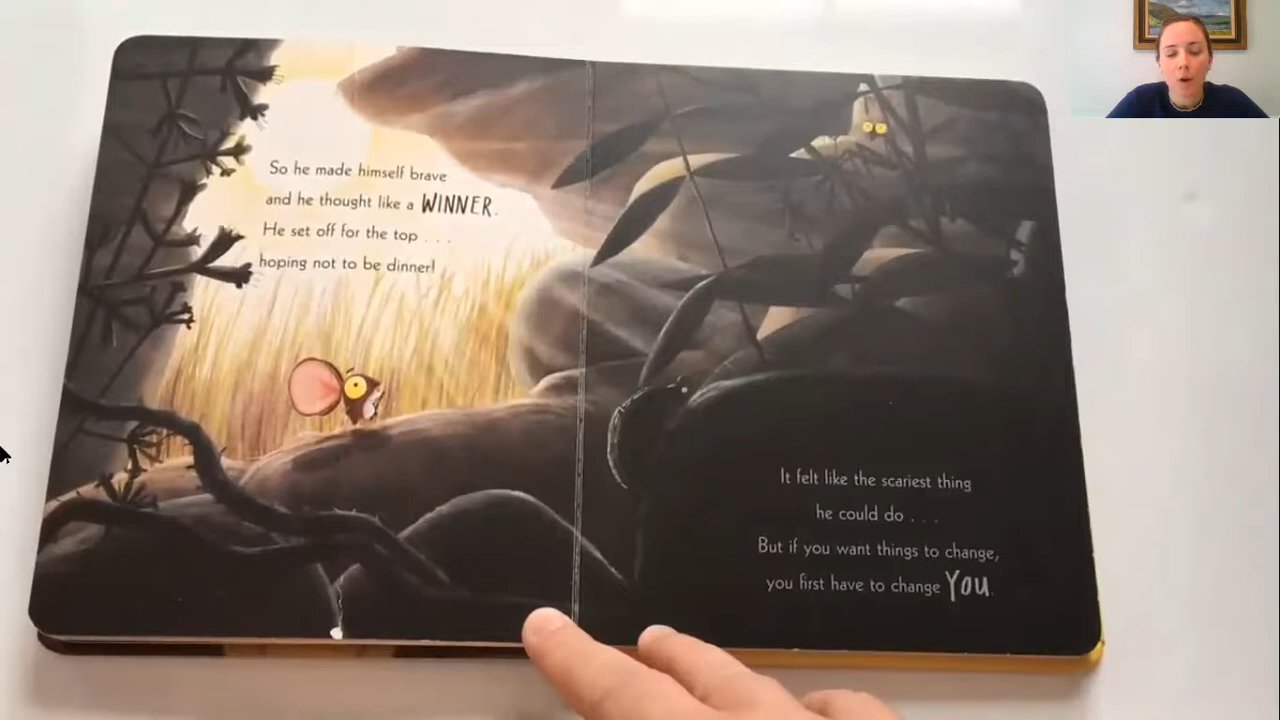 So he made himself brave
and he thought like a WINNER.
He set off for the top . . .
hoping not to be dinner!
It felt like the scariest thing
he could do . . .
But if you want things to change,
you first have to change YOU.